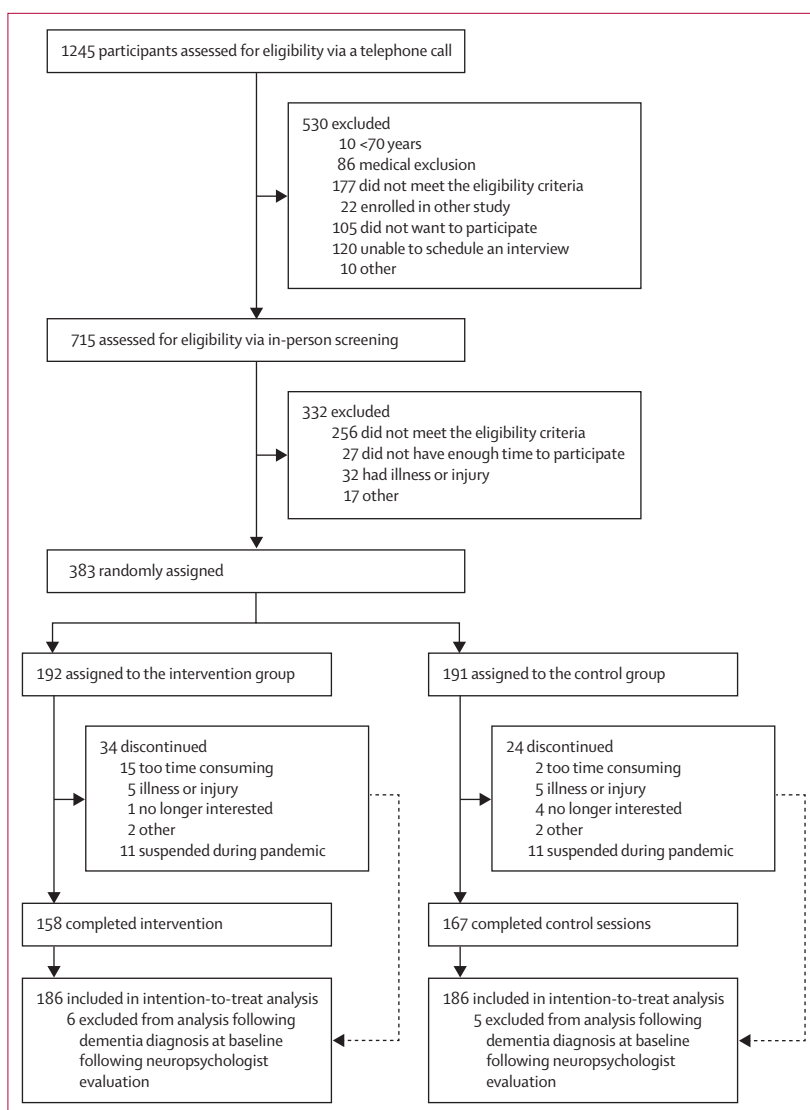 1245 participants assessed for eligibility via a telephone call
530 excluded
10 <70 years
86 medical exclusion
177 did not meet the eligibility criteria
22 enrolled in other study
105 did not want to participate
120 unable to schedule an interview
10 other
715 assessed for eligibility via in-person screening
332 excluded
256 did not meet the eligibility criteria
27 did not have enough time to participate
32 had illness or injury
17 other
383 randomly assigned
192 assigned to the intervention group
191 assigned to the control group
34 discontinued
15 too time consuming
5 illness or injury
1 no longer interested
2 other
11 suspended during pandemic
24 discontinued
2 too time consuming
5 illness or injury
4 no longer interested
2 other
11 suspended during pandemic
158 completed intervention
167 completed control sessions
186 included in intention-to-treat analysis
6 excluded from analysis following
dementia diagnosis at baseline
following neuropsychologist
evaluation
186 included in intention-to-treat analysis
5 excluded from analysis following
dementia diagnosis at baseline
following neuropsychologist
evaluation